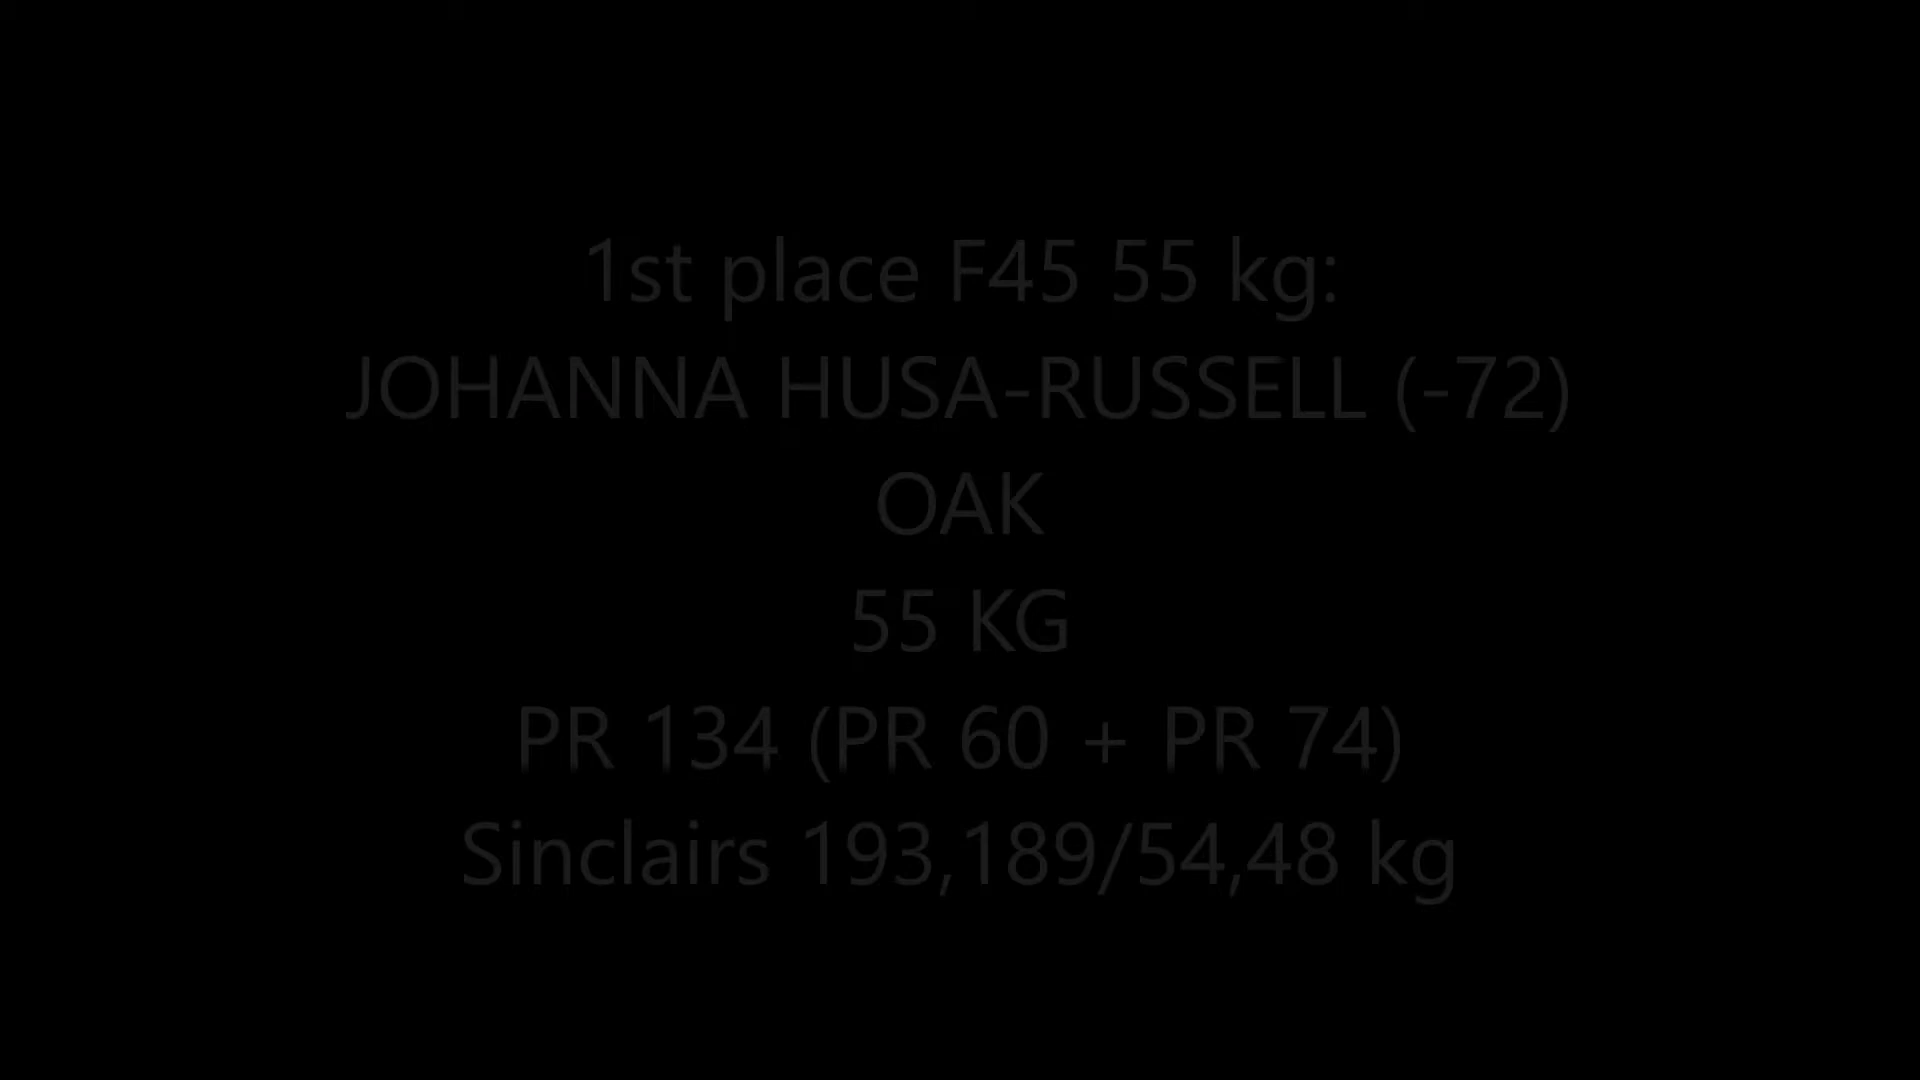 1st place F45 55 kg:
JOHANNA HUSA-RUSSELL (-72)
OAK
55 KG
PR 134 (PR 60 + PR 74)
Sinclairs 193,189/54,48 kg